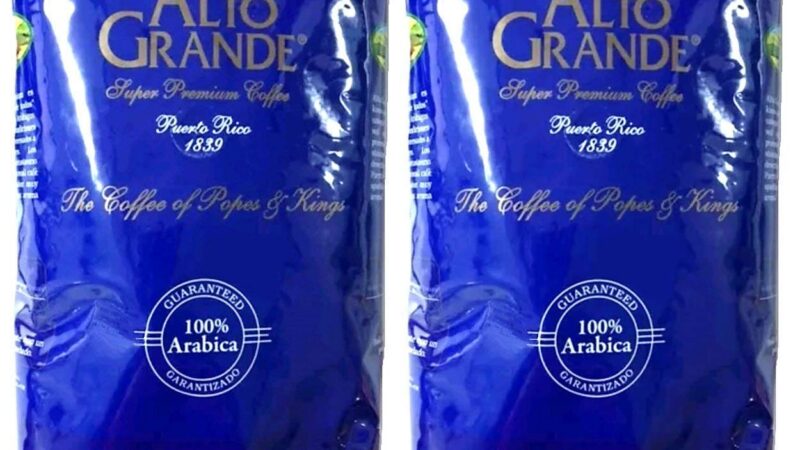 ALTO
GRANDE®
Super Premium Coffee
Puerto Rico
1839
The Coffee of Popes & Kings
GUARANTEED
100%
Arabica
GARANTIZADO
ALTO
GRANDE®
Super Premium Coffee
Puerto Rico
1839
The Coffee of Popes & Kings
GUARANTEED
100%
Arabica
GARANTIZADO